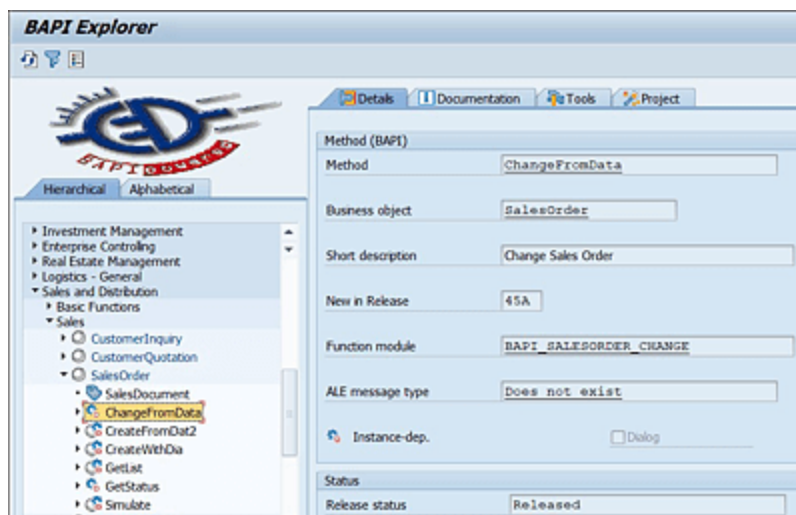 BAPI Explorer
Details
Documentation
Tools
Project
BAPI
Hierarchical
Alphabetical
Investment Management
Enterprise Controling
Real Estate Management
Logistics - General
Sales and Distribution
Basic Functions
Sales
CustomerInquiry
CustomerQuotation
SalesOrder
SalesDocument
ChangeFromData
CreateFromDat2
CreateWithDia
GetList
GetStatus
Simulate
Method (BAPI)
Method ChangeFromData
Business object SalesOrder
Short description Change Sales Order
New in Release 45A
Function module BAPI_SALESORDER_CHANGE
ALE message type Does not exist
Instance-dep. Dialog
Status
Release status Released